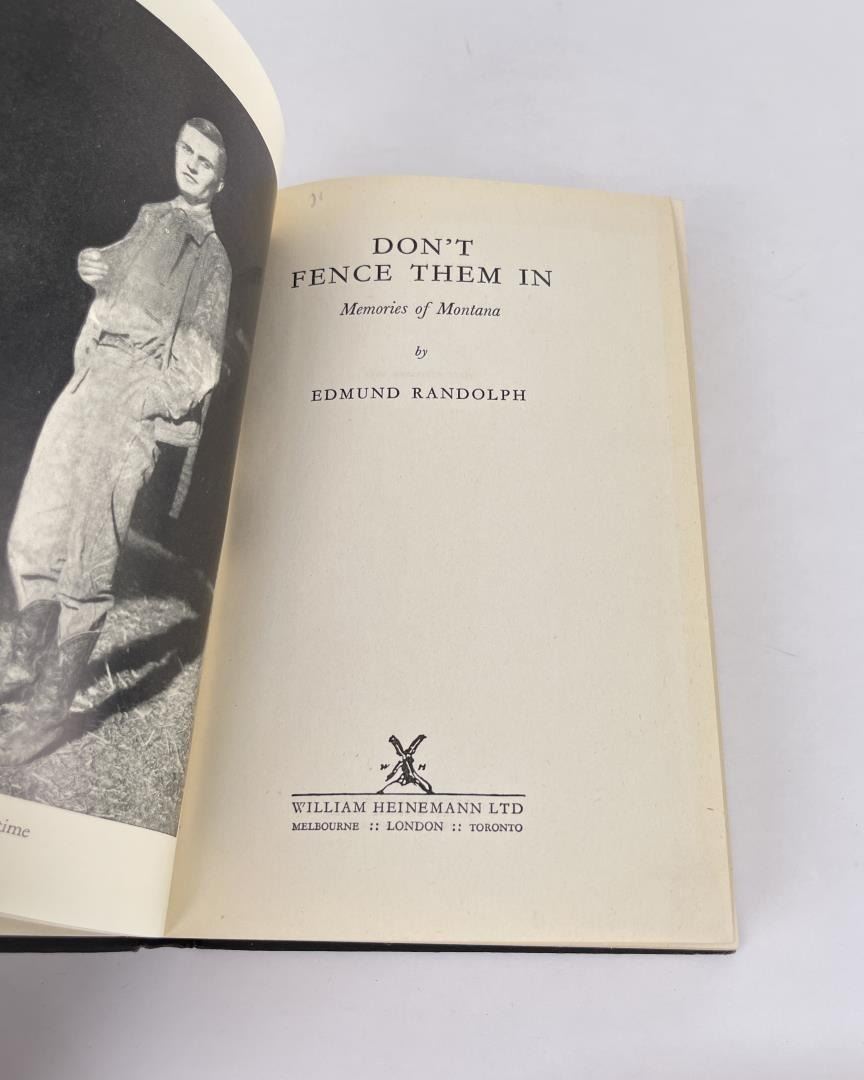 DON'T
FENCE THEM IN
Memories of Montana
by
EDMUND RANDOLPH
W H
WILLIAM HEINEMANN LTD
MELBOURNE :: LONDON :: TORONTO
time